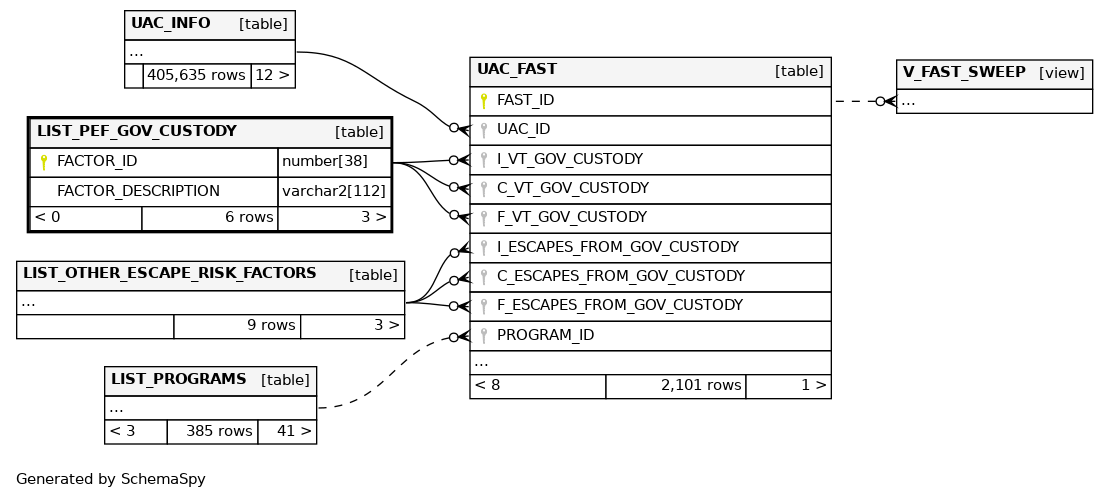 UAC_INFO [table]
...
405,635 rows 12 >
LIST_PEF_GOV_CUSTODY [table]
FACTOR_ID number[38]
FACTOR_DESCRIPTION varchar2[112]
< 0 6 rows 3 >
LIST_OTHER_ESCAPE_RISK_FACTORS [table]
...
9 rows 3 >
LIST_PROGRAMS [table]
...
< 3 385 rows 41 >
UAC_FAST [table]
FAST_ID
UAC_ID
I_VT_GOV_CUSTODY
C_VT_GOV_CUSTODY
F_VT_GOV_CUSTODY
I_ESCAPES_FROM_GOV_CUSTODY
C_ESCAPES_FROM_GOV_CUSTODY
F_ESCAPES_FROM_GOV_CUSTODY
PROGRAM_ID
...
< 8 2,101 rows 1 >
V_FAST_SWEEP [view]
...
Generated by SchemaSpy